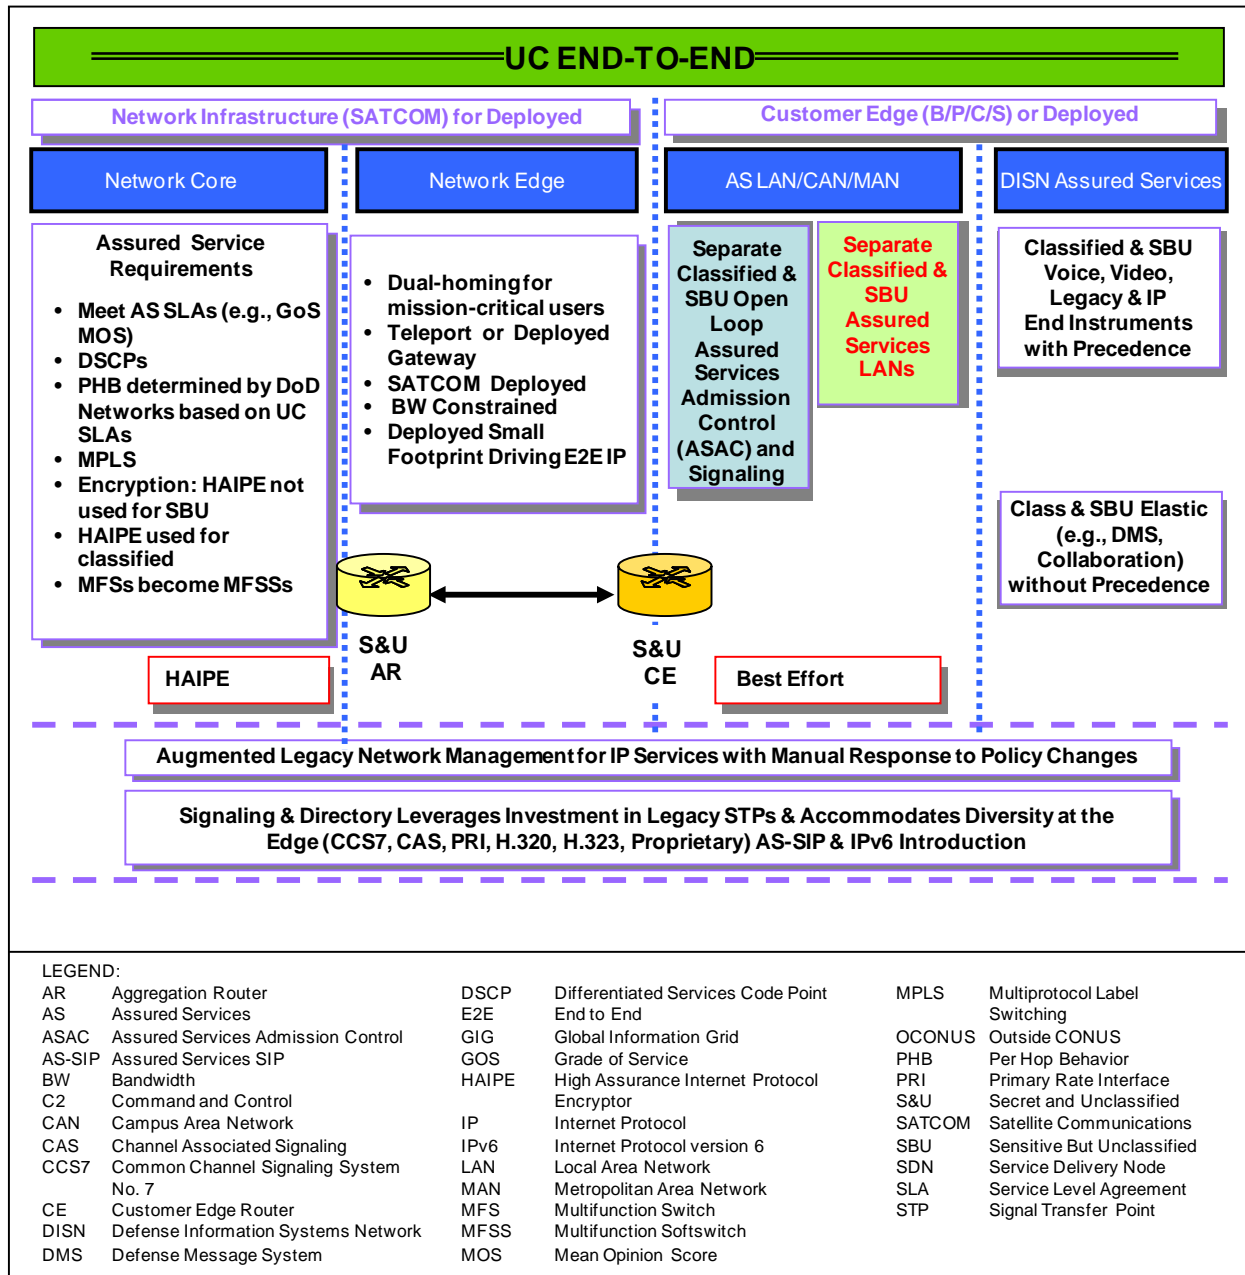 UC END-TO-END
Network Infrastructure (SATCOM) for Deployed
Customer Edge (B/P/C/S) or Deployed
Network Core
Network Edge
AS LAN/CAN/MAN
DISN Assured Services
Assured Service
Requirements
• Meet AS SLAs (e.g., GoS
MOS)
• DSCPs
• PHB determined by DoD
Networks based on UC
SLAs
• MPLS
• Encryption: HAIPE not
used for SBU
• HAIPE used for
classified
• MFSs become MFSSs
• Dual-homing for
mission-critical users
• Teleport or Deployed
Gateway
• SATCOM Deployed
• BW Constrained
• Deployed Small
Footprint Driving E2E IP
Separate
Classified &
SBU Open
Loop
Assured
Services
Admission
Control
(ASAC) and
Signaling
Separate
Classified &
SBU
Assured
Services
LANs
Classified & SBU
Voice, Video,
Legacy & IP
End Instruments
with Precedence
Class & SBU Elastic
(e.g., DMS,
Collaboration)
without Precedence
S&U
AR
S&U
CE
HAIPE
Best Effort
Augmented Legacy Network Management for IP Services with Manual Response to Policy Changes
Signaling & Directory Leverages Investment in Legacy STPs & Accommodates Diversity at the
Edge (CCS7, CAS, PRI, H.320, H.323, Proprietary) AS-SIP & IPv6 Introduction
LEGEND:
AR Aggregation Router
AS Assured Services
ASAC Assured Services Admission Control
AS-SIP Assured Services SIP
BW Bandwidth
C2 Command and Control
CAN Campus Area Network
CAS Channel Associated Signaling
CCS7 Common Channel Signaling System
No. 7
CE Customer Edge Router
DISN Defense Information Systems Network
DMS Defense Message System
DSCP Differentiated Services Code Point
E2E End to End
GIG Global Information Grid
GOS Grade of Service
HAIPE High Assurance Internet Protocol
Encryptor
IP Internet Protocol
IPv6 Internet Protocol version 6
LAN Local Area Network
MAN Metropolitan Area Network
MFS Multifunction Switch
MFSS Multifunction Softswitch
MOS Mean Opinion Score
MPLS Multiprotocol Label
Switching
OCONUS Outside CONUS
PHB Per Hop Behavior
PRI Primary Rate Interface
S&U Secret and Unclassified
SATCOM Satellite Communications
SBU Sensitive But Unclassified
SDN Service Delivery Node
SLA Service Level Agreement
STP Signal Transfer Point